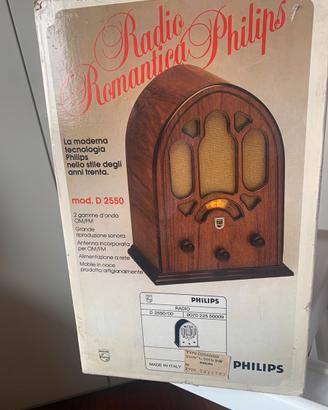 Radio
Romantica Philips
La moderna
tecnologia
Philips
nello stile degli
anni trenta.
mod. D 2550
2 gamme d'onda
OM/FM
Grande
riproduzione sonora
Antenna incorporata
per OM/FM
Alimentazione a rete
Mobile in noce
prodotto artigianalmente
PHILIPS
RADIO
D 2550/00
MADE IN ITALY
PHILIPS